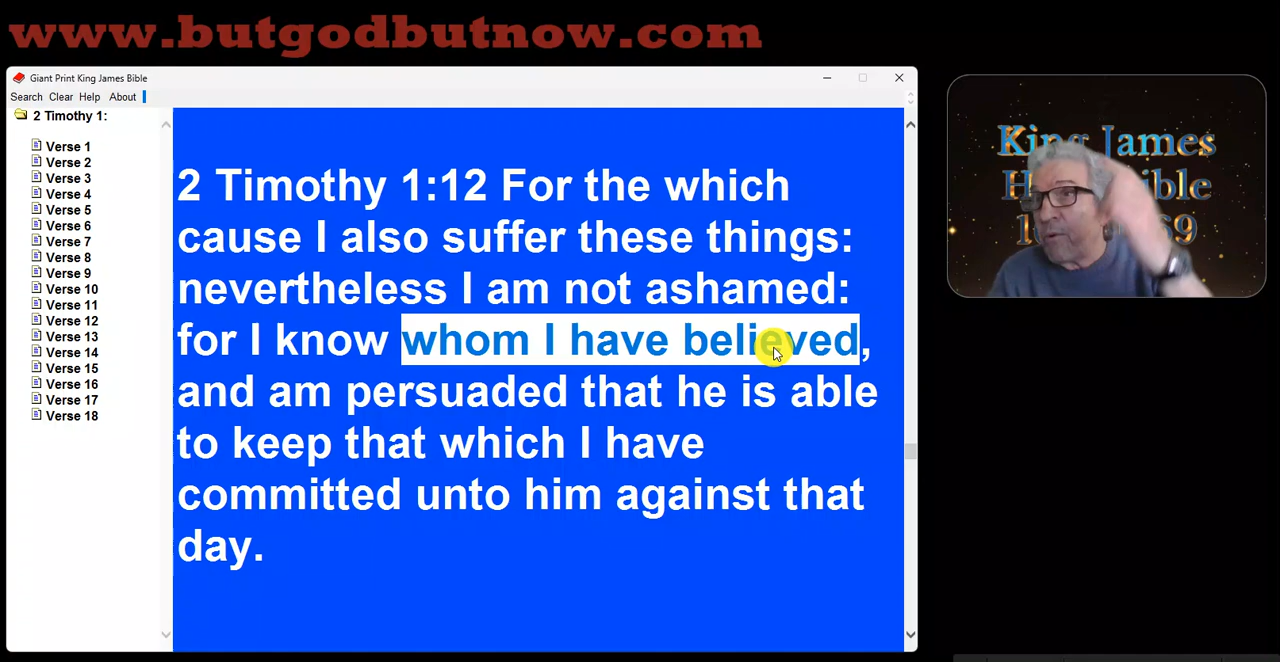 www.butgodbutnow.com
Giant Print King James Bible
Search Clear Help About
2 Timothy 1:
Verse 1
Verse 2
Verse 3
Verse 4
Verse 5
Verse 6
Verse 7
Verse 8
Verse 9
Verse 10
Verse 11
Verse 12
Verse 13
Verse 14
Verse 15
Verse 16
Verse 17
Verse 18
2 Timothy 1:12 For the which
cause I also suffer these things:
nevertheless I am not ashamed:
for I know whom I have believed,
and am persuaded that he is able
to keep that which I have
committed unto him against that
day.
King James